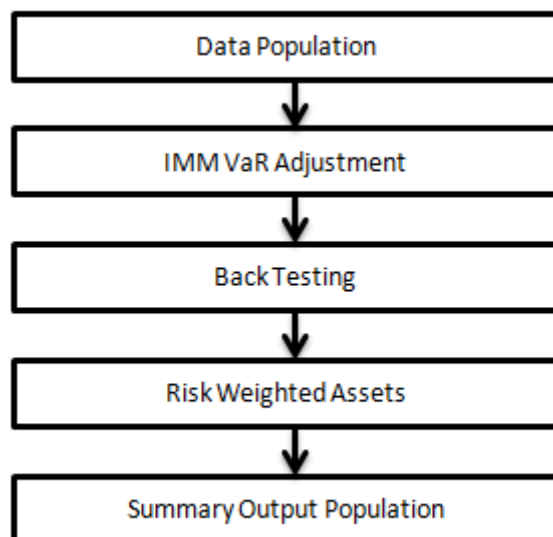 Data Population
IMM VaR Adjustment
Back Testing
Risk Weighted Assets
Summary Output Population